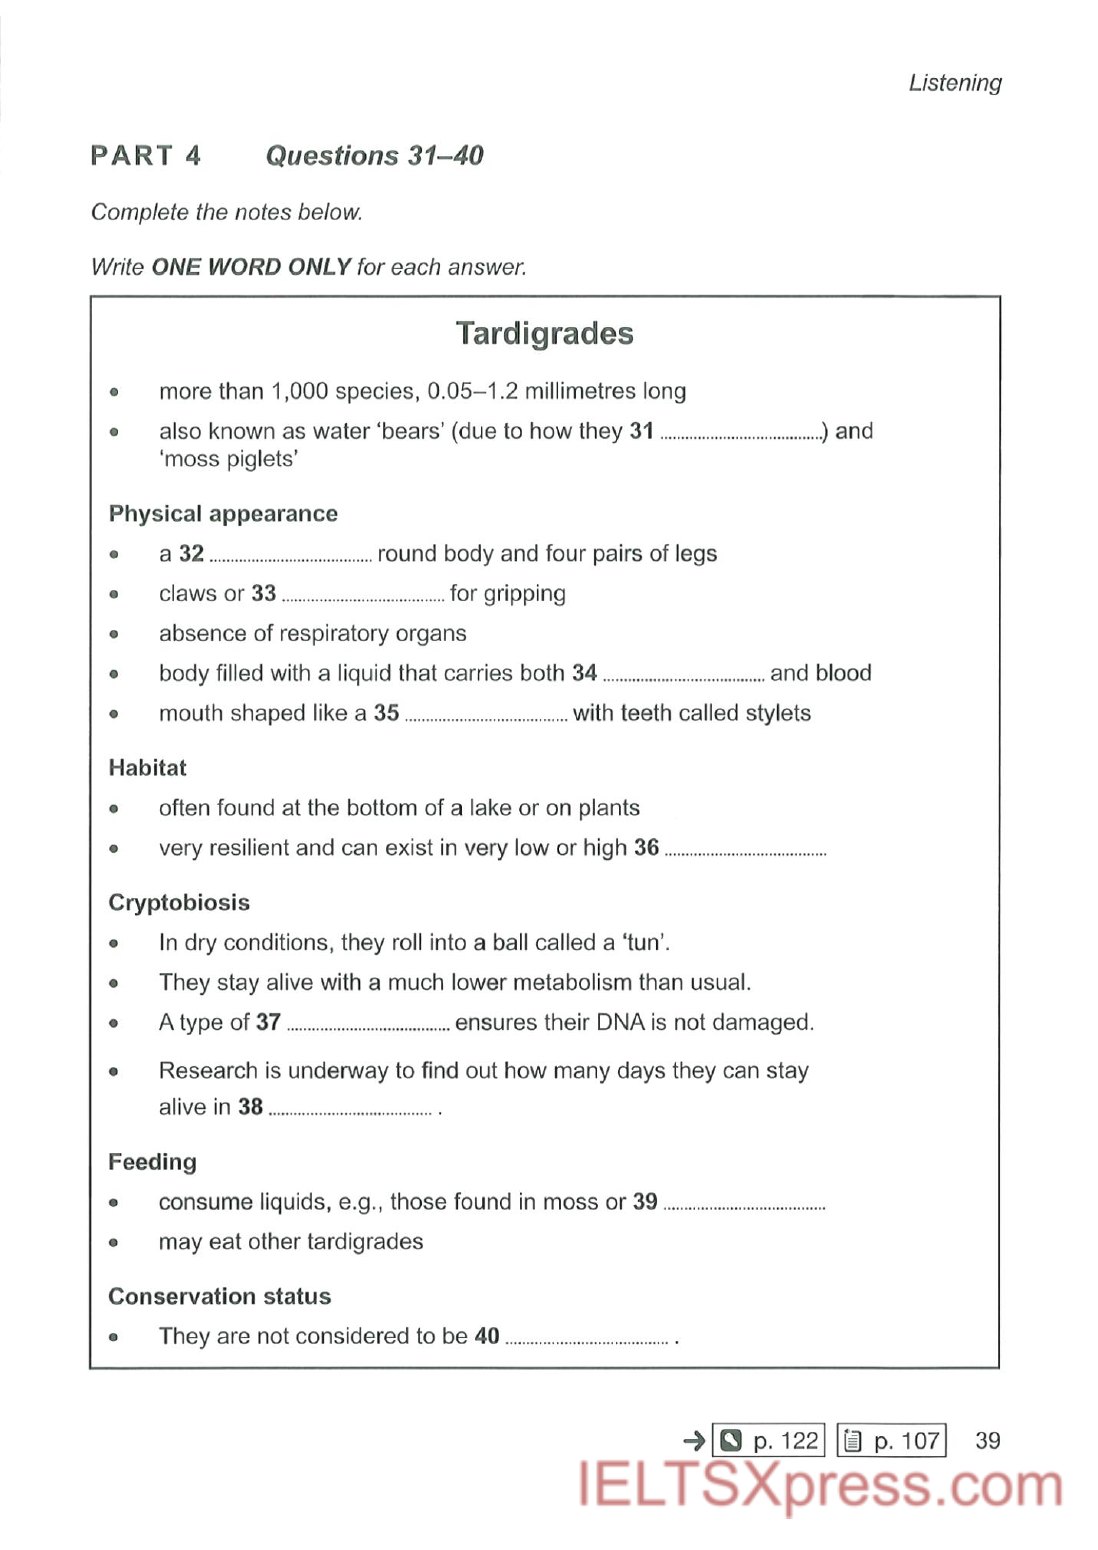 Listening
PART 4 Questions 31–40
Complete the notes below.
Write ONE WORD ONLY for each answer.
Tardigrades
• more than 1,000 species, 0.05–1.2 millimetres long
• also known as water ‘bears’ (due to how they 31 ....................) and
‘moss piglets’
Physical appearance
• a 32 .................... round body and four pairs of legs
• claws or 33 .................... for gripping
• absence of respiratory organs
• body filled with a liquid that carries both 34 .................... and blood
• mouth shaped like a 35 .................... with teeth called stylets
Habitat
• often found at the bottom of a lake or on plants
• very resilient and can exist in very low or high 36 ....................
Cryptobiosis
• In dry conditions, they roll into a ball called a ‘tun’.
• They stay alive with a much lower metabolism than usual.
• A type of 37 .................... ensures their DNA is not damaged.
• Research is underway to find out how many days they can stay
alive in 38 .................... .
Feeding
• consume liquids, e.g., those found in moss or 39 ....................
• may eat other tardigrades
Conservation status
• They are not considered to be 40 .................... .
→ p. 122 p. 107 39
IELTSXpress.com